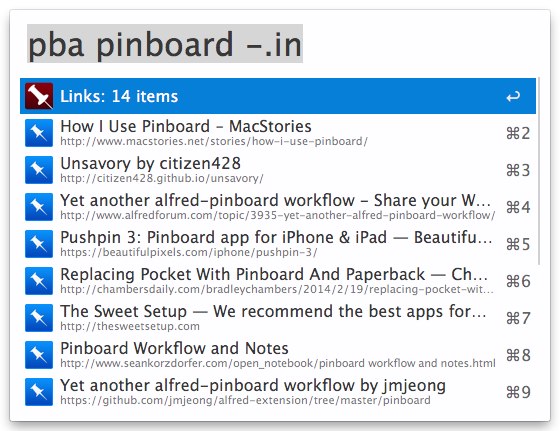 pba pinboard -.in
Links: 14 items ↩
How I Use Pinboard – MacStories
http://www.macstories.net/stories/how-i-use-pinboard/ ⌘2
Unsavory by citizen428
http://citizen428.github.io/unsavory/ ⌘3
Yet another alfred-pinboard workflow – Share your W...
http://www.alfredforum.com/topic/3935-yet-another-alfred-pinboard-workflow/ ⌘4
Pushpin 3: Pinboard app for iPhone & iPad — Beautifu...
https://beautifulpixels.com/iphone/pushpin-3/ ⌘5
Replacing Pocket With Pinboard And Paperback — Ch...
http://chambersdaily.com/bradleychambers/2014/2/19/replacing-pocket-wit... ⌘6
The Sweet Setup — We recommend the best apps for...
http://thesweetsetup.com ⌘7
Pinboard Workflow and Notes
http://www.seankorzdorfer.com/open_notebook/pinboard workflow and notes.html ⌘8
Yet another alfred-pinboard workflow by jmjeong
https://github.com/jmjeong/alfred-extension/tree/master/pinboard ⌘9